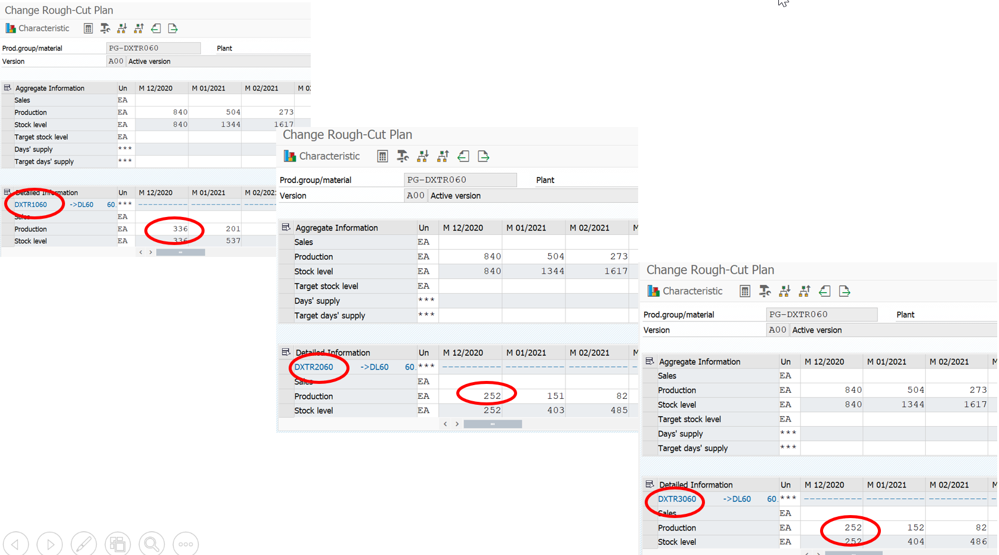 Change Rough-Cut Plan
Characteristic
Prod.group/material PG-DXTR060 Plant
Version A00 Active version
Aggregate Information Un M 12/2020 M 01/2021 M 02/2021 M 0
Sales EA
Production EA 840 504 273
Stock level EA 840 1344 1617
Target stock level EA
Days' supply ***
Target days' supply ***
Detailed Information Un M 12/2020 M 01/2021 M 02/202
DXTR1060 ->DL60 60. *** ---------- ---------- -------
Sales EA
Production EA 336 201
Stock level EA 336 537
Change Rough-Cut Plan
Characteristic
Prod.group/material PG-DXTR060 Plant
Version A00 Active version
Aggregate Information Un M 12/2020 M 01/2021 M 02/2021 M
Sales EA
Production EA 840 504 273
Stock level EA 840 1344 1617
Target stock level EA
Days' supply ***
Target days' supply ***
Detailed Information Un M 12/2020 M 01/2021 M 02/2021 M
DXTR2060 ->DL60 60. *** ---------- ---------- ---------- -
Sales EA
Production EA 252 151 82
Stock level EA 252 403 485
Change Rough-Cut Plan
Characteristic
Prod.group/material PG-DXTR060 Plant
Version A00 Active version
Aggregate Information Un M 12/2020 M 01/2021 M 02/2021 M
Sales EA
Production EA 840 504 273
Stock level EA 840 1344 1617
Target stock level EA
Days' supply ***
Target days' supply ***
Detailed Information Un M 12/2020 M 01/2021 M 02/2021 M
DXTR3060 ->DL60 60. *** ---------- ---------- ---------- -
Sales EA
Production EA 252 152 82
Stock level EA 252 404 486